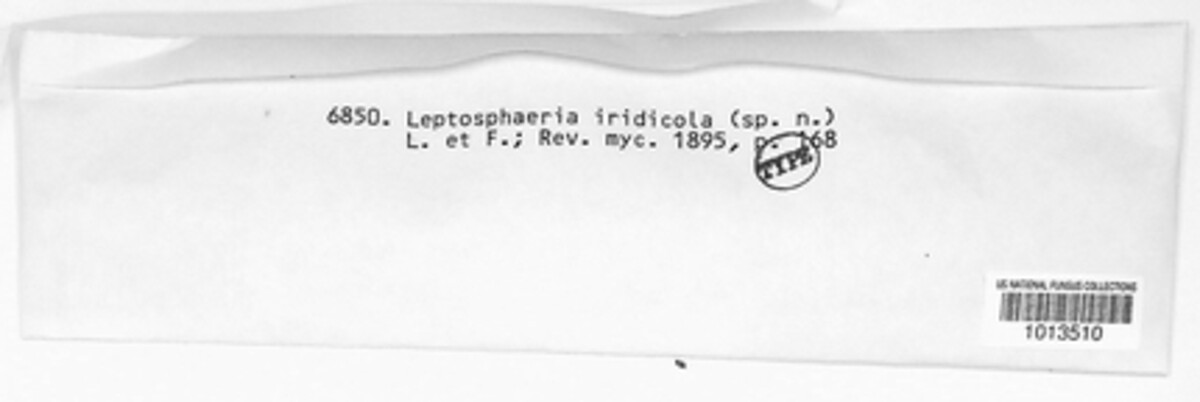 6850. Leptosphaeria iridicola (sp. n.)
L. et F.; Rev. myc. 1895, p. 168
TYPE
US NATIONAL FUNGUS COLLECTIONS
1013510